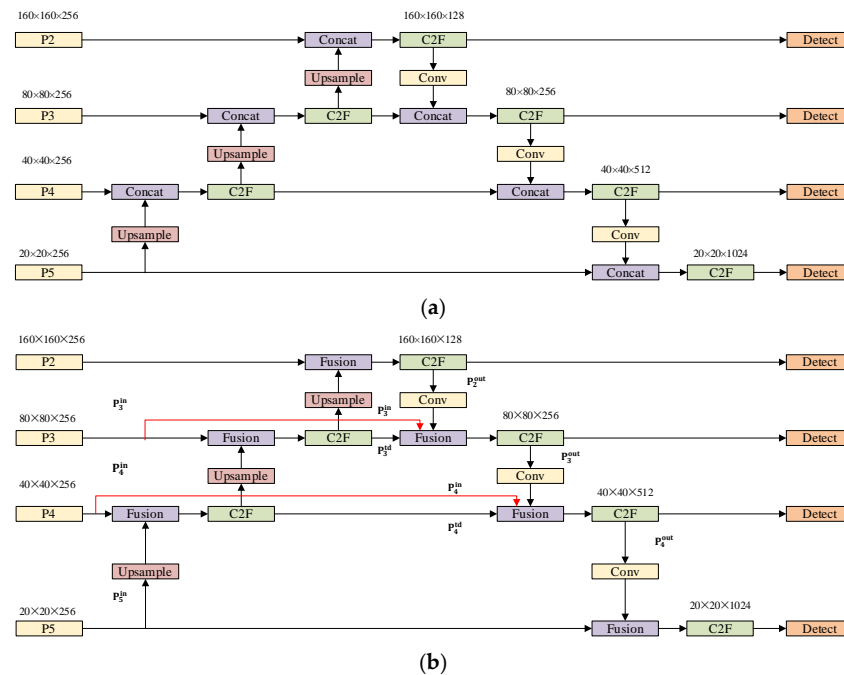 160×160×256
160×160×128
P2
Concat
C2F
Detect
Upsample
Conv
80×80×256
80×80×256
P3
Concat
C2F
Concat
C2F
Detect
Upsample
Conv
40×40×256
40×40×512
P4
Concat
C2F
Concat
C2F
Detect
Upsample
Conv
20×20×256
20×20×1024
P5
Concat
C2F
Detect
(a)
160×160×256
160×160×128
P2
Fusion
C2F
Detect
P₂ᵒᵘᵗ
Upsample
Conv
P₃ⁱⁿ
P₃ⁱⁿ
80×80×256
80×80×256
P3
Fusion
C2F
P₃ᵗᵈ
Fusion
C2F
Detect
P₃ᵒᵘᵗ
P₄ⁱⁿ
Upsample
P₄ⁱⁿ
Conv
40×40×256
40×40×512
P4
Fusion
C2F
P₄ᵗᵈ
Fusion
C2F
Detect
P₄ᵒᵘᵗ
Upsample
Conv
P₅ⁱⁿ
20×20×256
20×20×1024
P5
Fusion
C2F
Detect
(b)